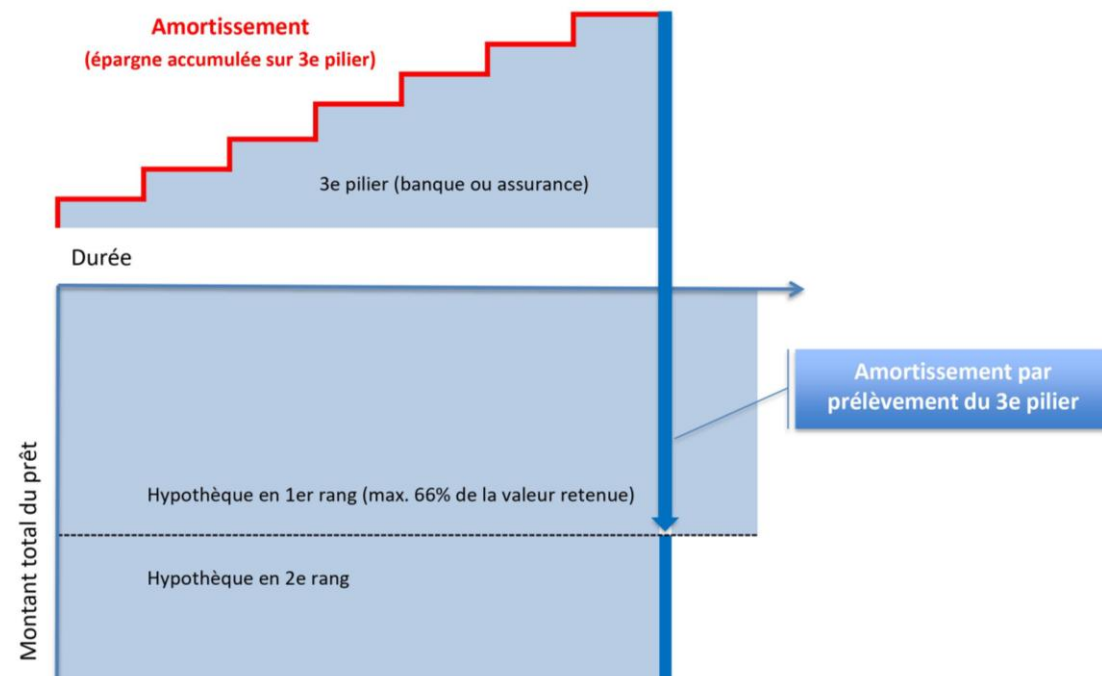 Amortissement
(épargne accumulée sur 3e pilier)
3e pilier (banque ou assurance)
Durée
Amortissement par
prélèvement du 3e pilier
Montant total du prêt
Hypothèque en 1er rang (max. 66% de la valeur retenue)
Hypothèque en 2e rang